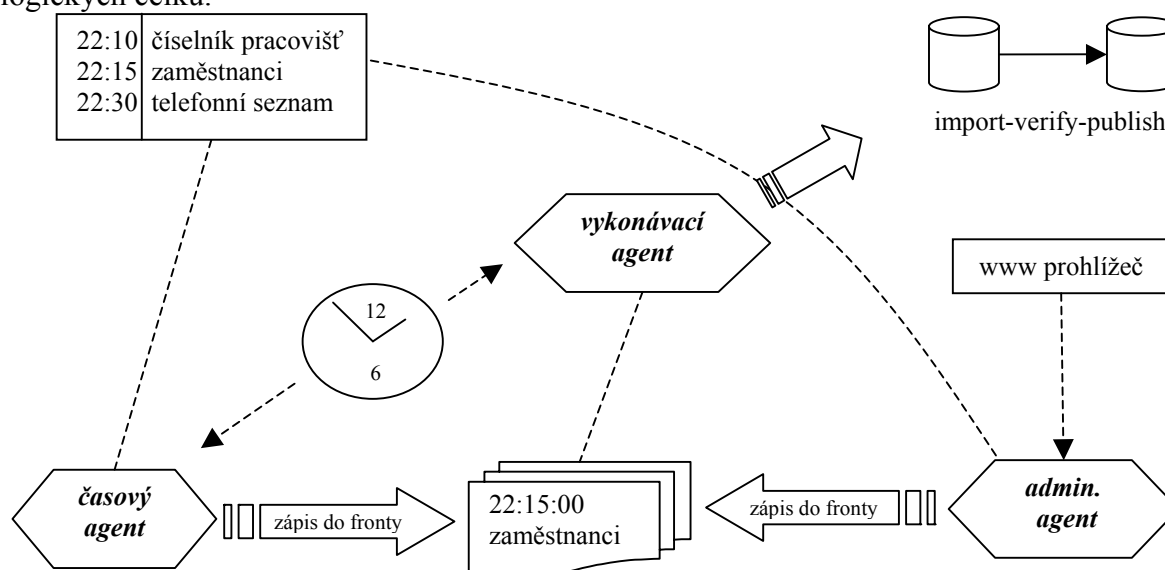 logických celků.
22:10 číselník pracovišť
22:15 zaměstnanci
22:30 telefonní seznam
import-verify-publish
vykonávací
agent
www prohlížeč
12
6
časový
agent
zápis do fronty
22:15:00
zaměstnanci
zápis do fronty
admin.
agent